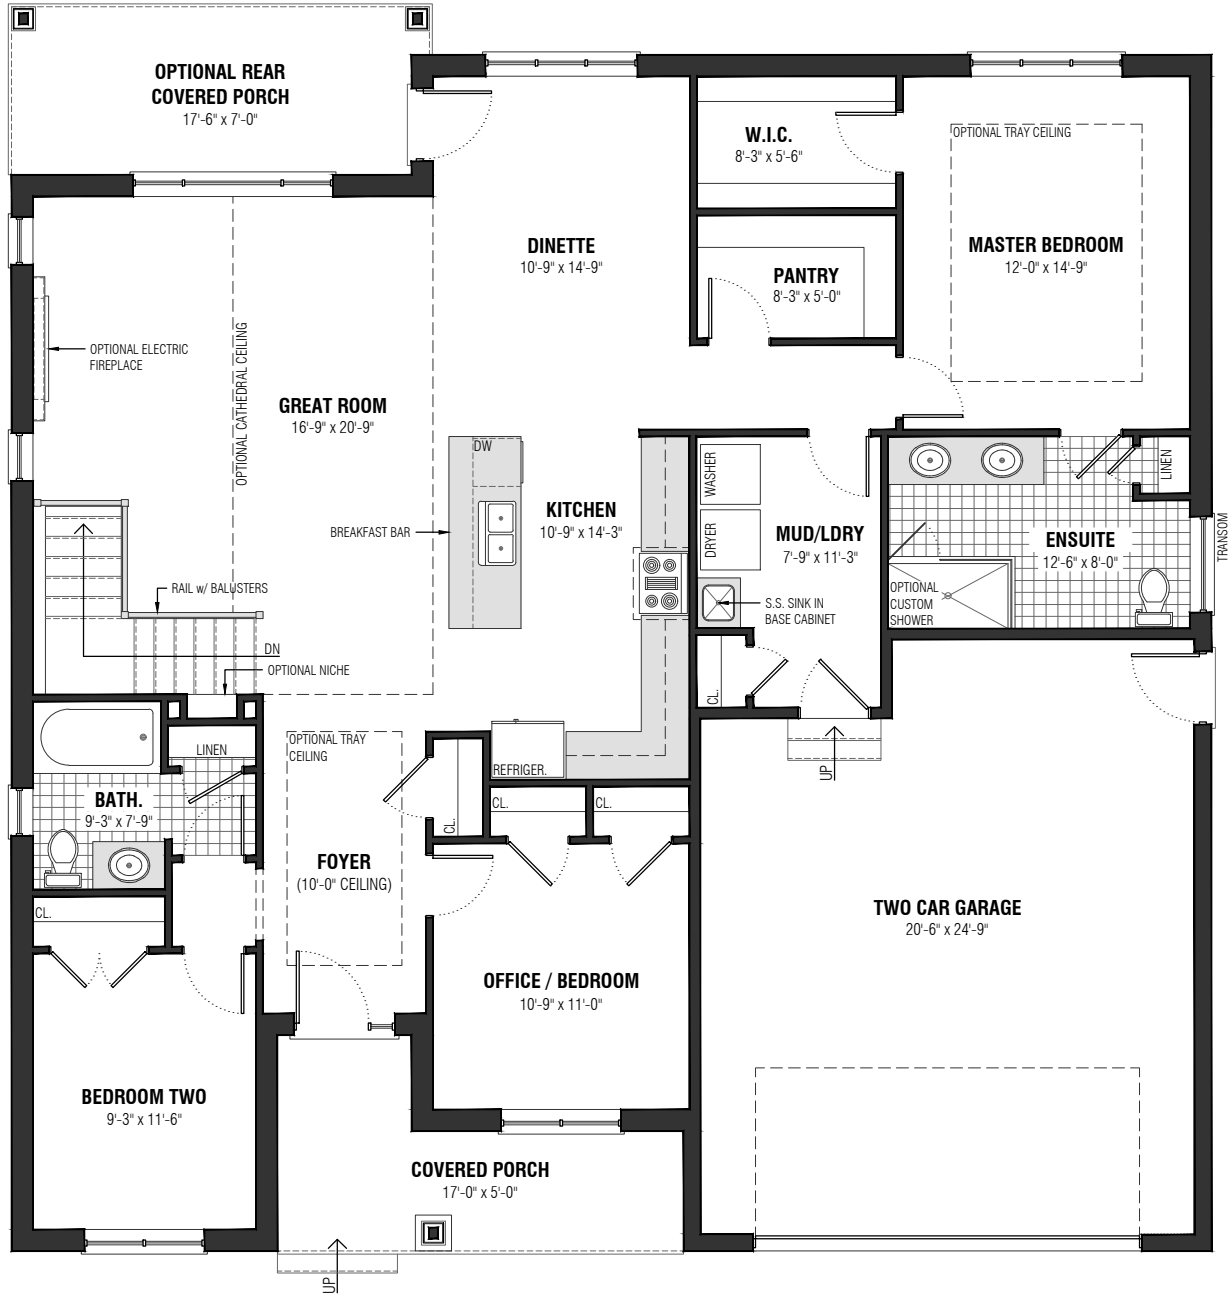 OPTIONAL REAR
COVERED PORCH
17'-6" x 7'-0"
W.I.C.
8'-3" x 5'-6"
OPTIONAL TRAY CEILING
MASTER BEDROOM
12'-0" x 14'-9"
DINETTE
10'-9" x 14'-9"
PANTRY
8'-3" x 5'-0"
OPTIONAL ELECTRIC
FIREPLACE
OPTIONAL CATHEDRAL CEILING
GREAT ROOM
16'-9" x 20'-9"
DW
KITCHEN
10'-9" x 14'-3"
BREAKFAST BAR
WASHER
DRYER
MUD/LDRY
7'-9" x 11'-3"
LINEN
ENSUITE
12'-6" x 8'-0"
TRANSOM
OPTIONAL
CUSTOM
SHOWER
S.S. SINK IN
BASE CABINET
RAIL w/ BALUSTERS
DN
OPTIONAL NICHE
CL.
UP
OPTIONAL TRAY
CEILING
LINEN
REFRIGER.
BATH.
9'-3" x 7'-9"
CL.
CL.
CL.
FOYER
(10'-0" CEILING)
CL.
TWO CAR GARAGE
20'-6" x 24'-9"
OFFICE / BEDROOM
10'-9" x 11'-0"
BEDROOM TWO
9'-3" x 11'-6"
COVERED PORCH
17'-0" x 5'-0"
UP